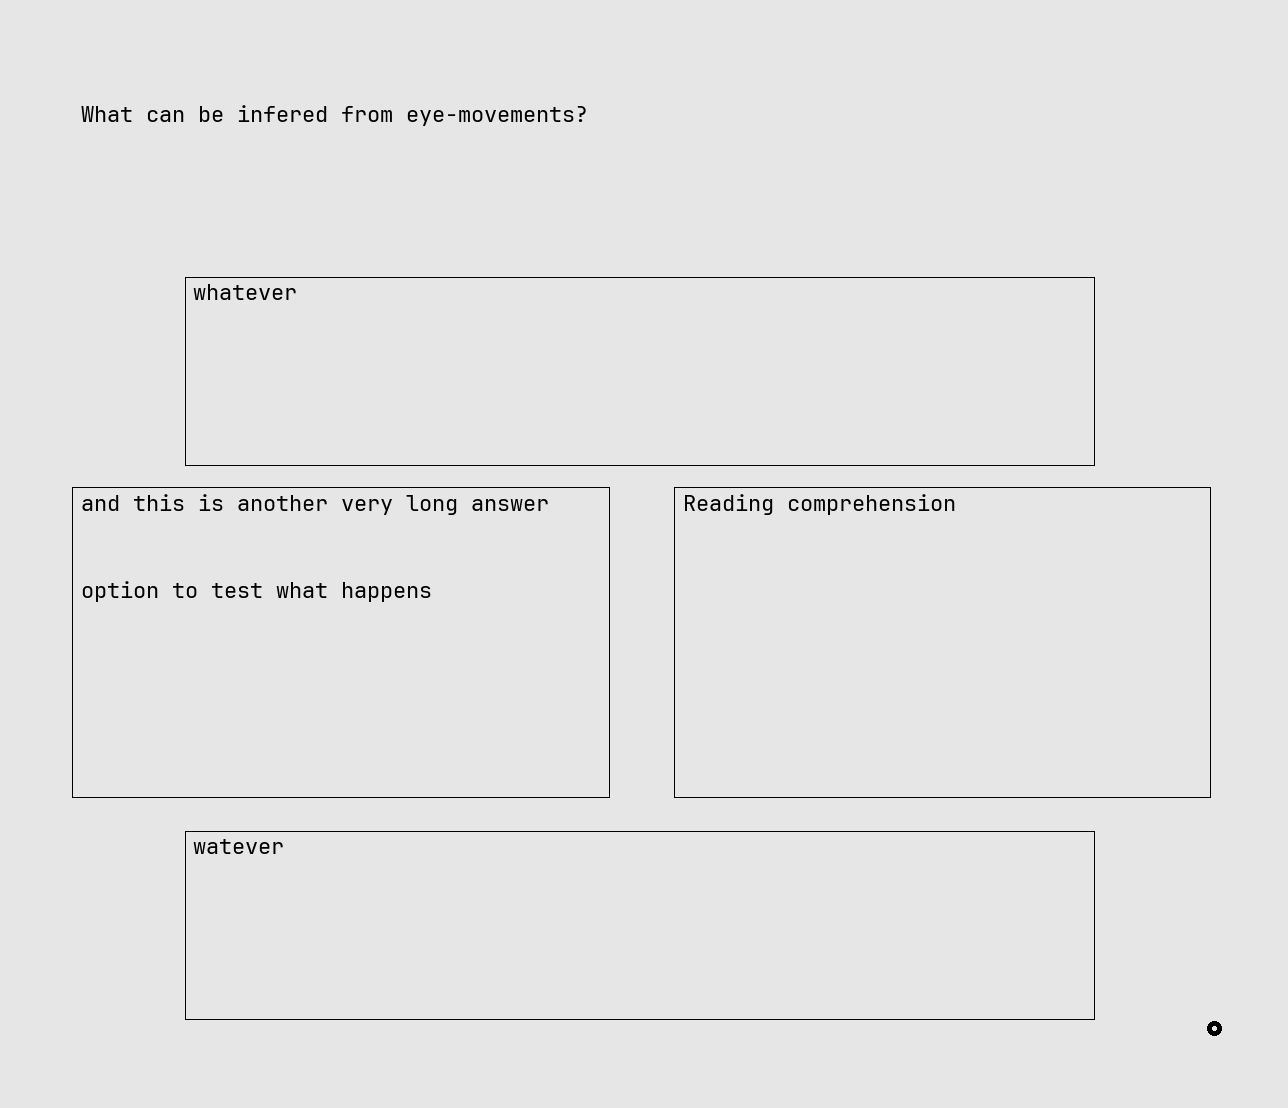 What can be infered from eye-movements?
whatever
and this is another very long answer
option to test what happens
Reading comprehension
watever